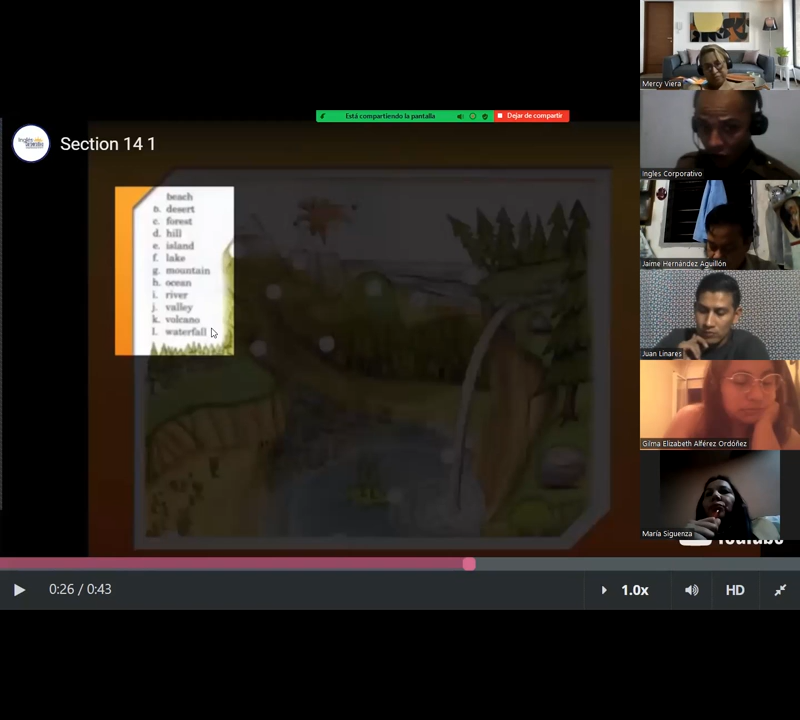 Está compartiendo la pantalla
Dejar de compartir
Section 14 1
beach
b. desert
c. forest
d. hill
e. island
f. lake
g. mountain
h. ocean
i. river
j. valley
k. volcano
l. waterfall
Mercy Viera
Ingles Corporativo
Jaime Hernández Aguillón
Juan Linares
Gilma Elizabeth Alférez Ordóñez
María Siguenza
YouTube
0:26 / 0:43
1.0x
HD